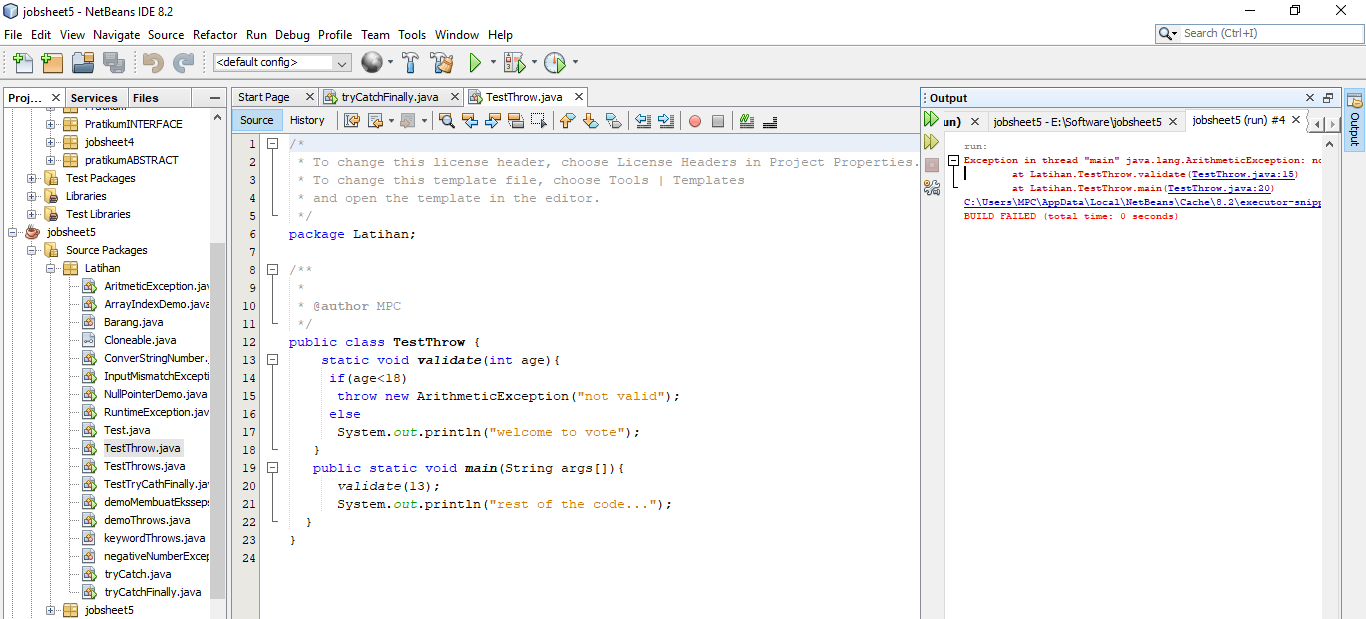 jobsheet5 - NetBeans IDE 8.2
File Edit View Navigate Source Refactor Run Debug Profile Team Tools Window Help
Search (Ctrl+I)
<default config>
Proj... Services Files
PratikumINTERFACE
jobsheet4
pratikumABSTRACT
Test Packages
Libraries
Test Libraries
jobsheet5
Source Packages
Latihan
AritmeticException.jav
ArrayIndexDemo.java
Barang.java
Cloneable.java
ConverStringNumber.
InputMismatchExcepti
NullPointerDemo.java
RuntimeException.jav
Test.java
TestThrow.java
TestThrows.java
TestTryCathFinally.jav
demoMembuatEkssep
demoThrows.java
keywordThrows.java
negativeNumberExcep
tryCatch.java
tryCatchFinally.java
jobsheet5
Start Page tryCatchFinally.java TestThrow.java
Source History
1 /*
2 * To change this license header, choose License Headers in Project Properties.
3 * To change this template file, choose Tools | Templates
4 * and open the template in the editor.
5 */
6 package Latihan;
7
8 /**
9 *
10 * @author MPC
11 */
12 public class TestThrow {
13 static void validate(int age){
14 if(age<18)
15 throw new ArithmeticException("not valid");
16 else
17 System.out.println("welcome to vote");
18 }
19 public static void main(String args[]){
20 validate(13);
21 System.out.println("rest of the code...");
22 }
23 }
24
Output
un) jobsheet5 - E:\Software\jobsheet5 jobsheet5 (run) #4
run:
Exception in thread "main" java.lang.ArithmeticException: no
at Latihan.TestThrow.validate(TestThrow.java:15)
at Latihan.TestThrow.main(TestThrow.java:20)
C:\Users\MPC\AppData\Local\NetBeans\Cache\8.2\executor-snipp
BUILD FAILED (total time: 0 seconds)
Output